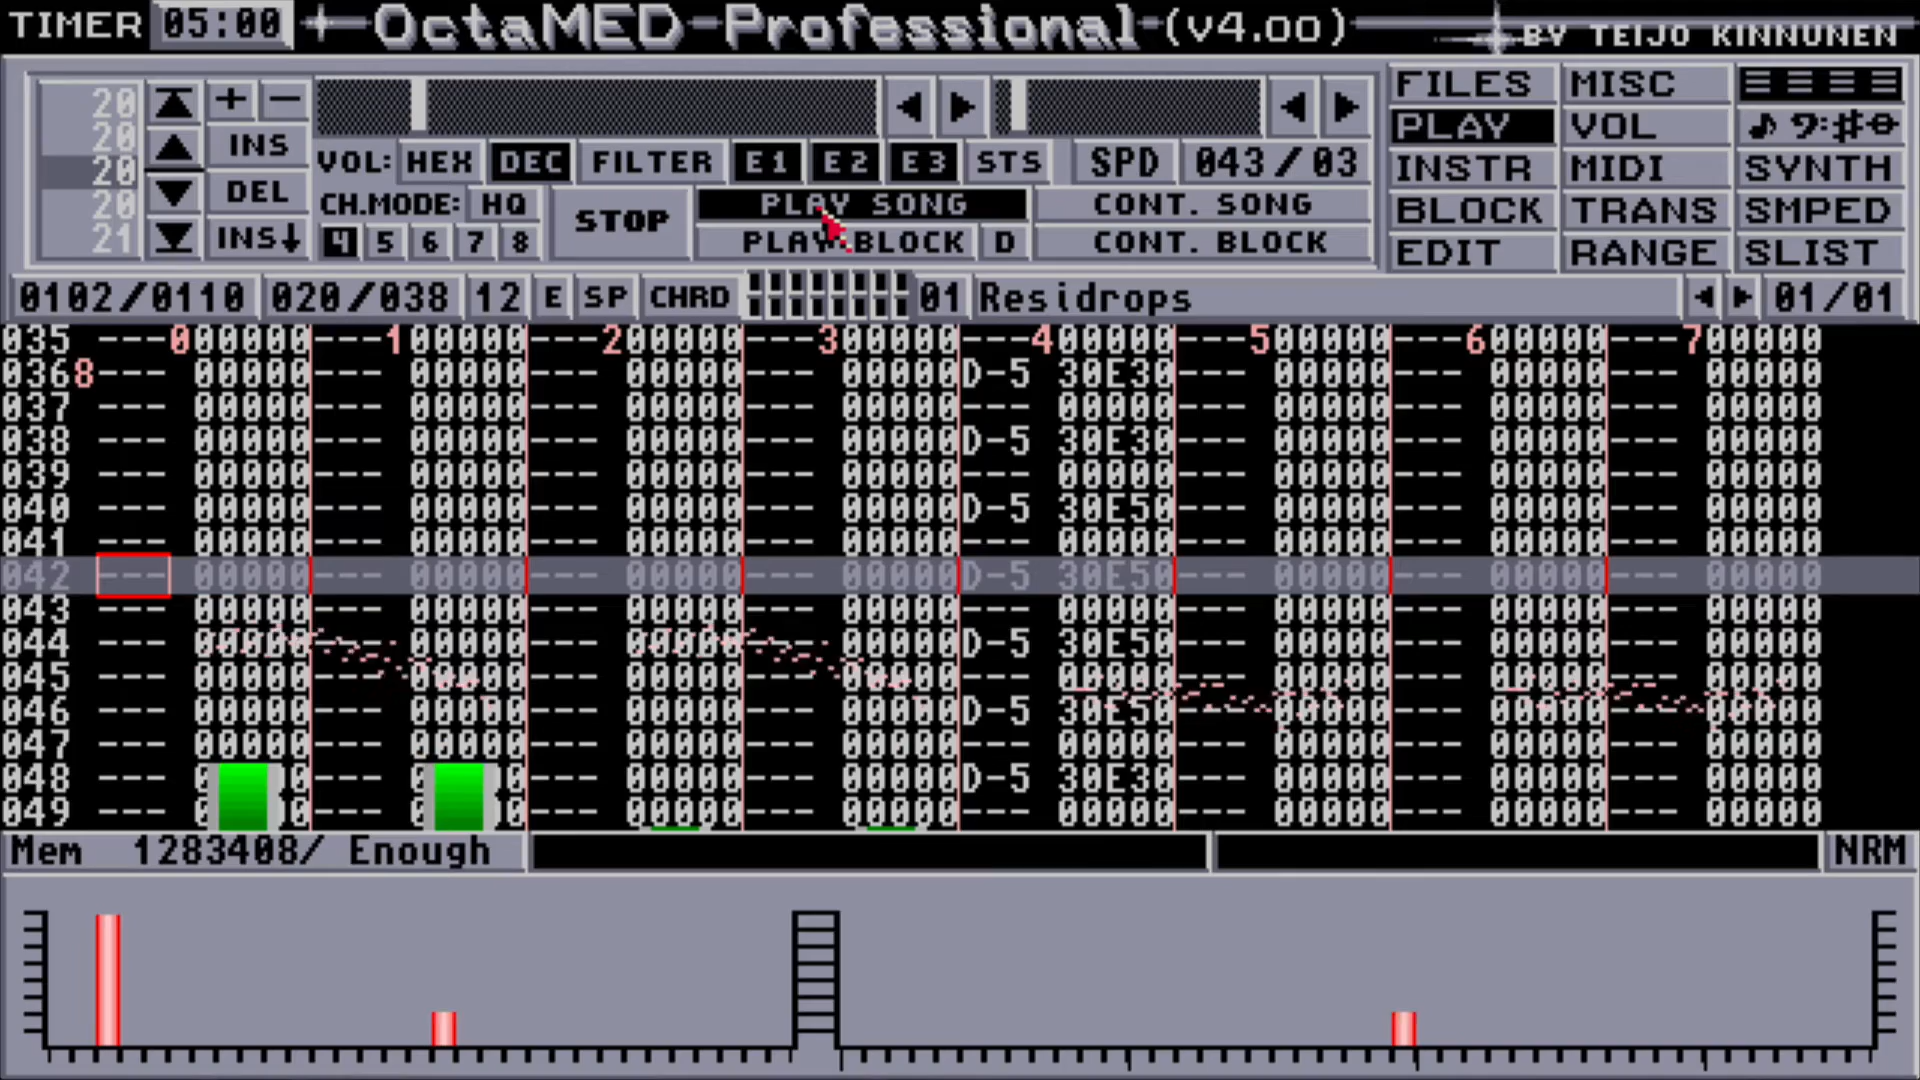 TIMER 05:00 OctaMED-Professional (v4.00) BY TEIJO KINNUNEN
20 + - FILES MISC
20 INS PLAY VOL
20 DEL VOL: HEX DEC FILTER E1 E2 E3 STS SPD 043/03 INSTR MIDI SYNTH
20 CH.MODE: HQ STOP PLAY SONG CONT. SONG BLOCK TRANS SMPED
21 INS↓ 4 5 6 7 8 PLAY BLOCK D CONT. BLOCK EDIT RANGE SLIST
0102/0110 020/038 12 E SP CHRD 01 Residrops 01/01
035 ---000000 ---100000 ---200000 ---300000 ---400000 ---500000 ---600000 ---700000
0368--- 00000 --- 00000 --- 00000 --- 00000 D-5 30E30 --- 00000 --- 00000 --- 00000
037 --- 00000 --- 00000 --- 00000 --- 00000 --- 00000 --- 00000 --- 00000 --- 00000
038 --- 00000 --- 00000 --- 00000 --- 00000 D-5 30E30 --- 00000 --- 00000 --- 00000
039 --- 00000 --- 00000 --- 00000 --- 00000 --- 00000 --- 00000 --- 00000 --- 00000
040 --- 00000 --- 00000 --- 00000 --- 00000 D-5 30E50 --- 00000 --- 00000 --- 00000
041 --- 00000 --- 00000 --- 00000 --- 00000 --- 00000 --- 00000 --- 00000 --- 00000
042 --- 00000 --- 00000 --- 00000 --- 00000 D-5 30E50 --- 00000 --- 00000 --- 00000
043 --- 00000 --- 00000 --- 00000 --- 00000 --- 00000 --- 00000 --- 00000 --- 00000
044 --- 00000 --- 00000 --- 00000 --- 00000 D-5 30E50 --- 00000 --- 00000 --- 00000
045 --- 00000 --- 00000 --- 00000 --- 00000 --- 00000 --- 00000 --- 00000 --- 00000
046 --- 00000 --- 00000 --- 00000 --- 00000 D-5 30E50 --- 00000 --- 00000 --- 00000
047 --- 00000 --- 00000 --- 00000 --- 00000 --- 00000 --- 00000 --- 00000 --- 00000
048 --- --- --- 00000 --- 00000 D-5 30E30 --- 00000 --- 00000 --- 00000
049 --- --- --- 00000 --- 00000 --- 00000 --- 00000 --- 00000 --- 00000
Mem 1283408/ Enough NRM